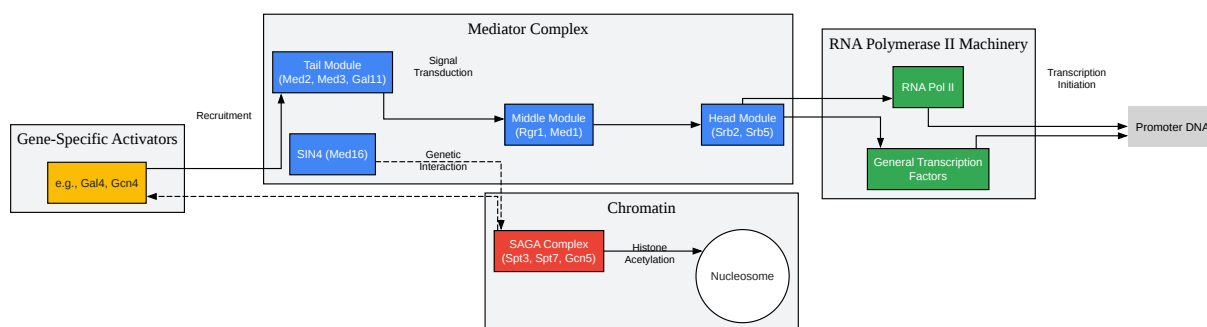 Mediator Complex
RNA Polymerase II Machinery
Tail Module
(Med2, Med3, Gal11)
Signal
Transduction
Transcription
Initiation
RNA Pol II
Recruitment
Middle Module
(Rgr1, Med1)
Head Module
(Srb2, Srb5)
Promoter DNA
Gene-Specific Activators
SIN4 (Med16)
Genetic
Interaction
General Transcription
Factors
e.g., Gal4, Gcn4
Chromatin
SAGA Complex
(Spt3, Spt7, Gcn5)
Histone
Acetylation
Nucleosome